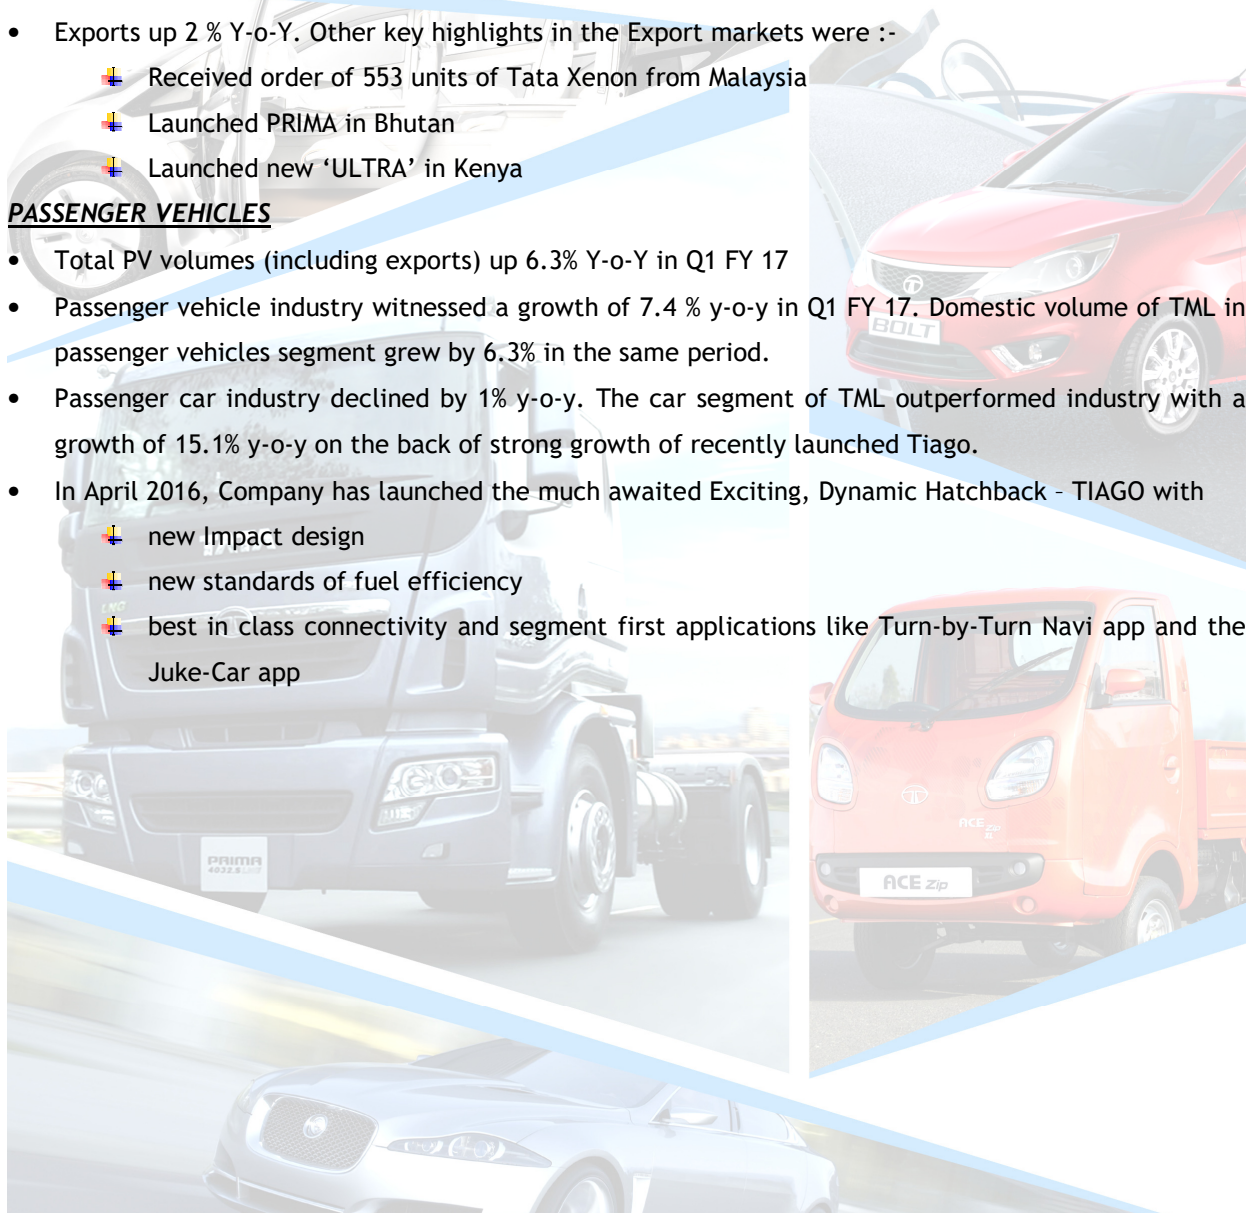 • Exports up 2 % Y-o-Y. Other key highlights in the Export markets were :-
Received order of 553 units of Tata Xenon from Malaysia
Launched PRIMA in Bhutan
Launched new ‘ULTRA’ in Kenya
PASSENGER VEHICLES
• Total PV volumes (including exports) up 6.3% Y-o-Y in Q1 FY 17
• Passenger vehicle industry witnessed a growth of 7.4 % y-o-y in Q1 FY 17. Domestic volume of TML in
passenger vehicles segment grew by 6.3% in the same period.
• Passenger car industry declined by 1% y-o-y. The car segment of TML outperformed industry with a
growth of 15.1% y-o-y on the back of strong growth of recently launched Tiago.
• In April 2016, Company has launched the much awaited Exciting, Dynamic Hatchback – TIAGO with
new Impact design
new standards of fuel efficiency
best in class connectivity and segment first applications like Turn-by-Turn Navi app and the
Juke-Car app
BOLT
LNG
PRIMA
4032.S
ACE Zip
ACE Zip